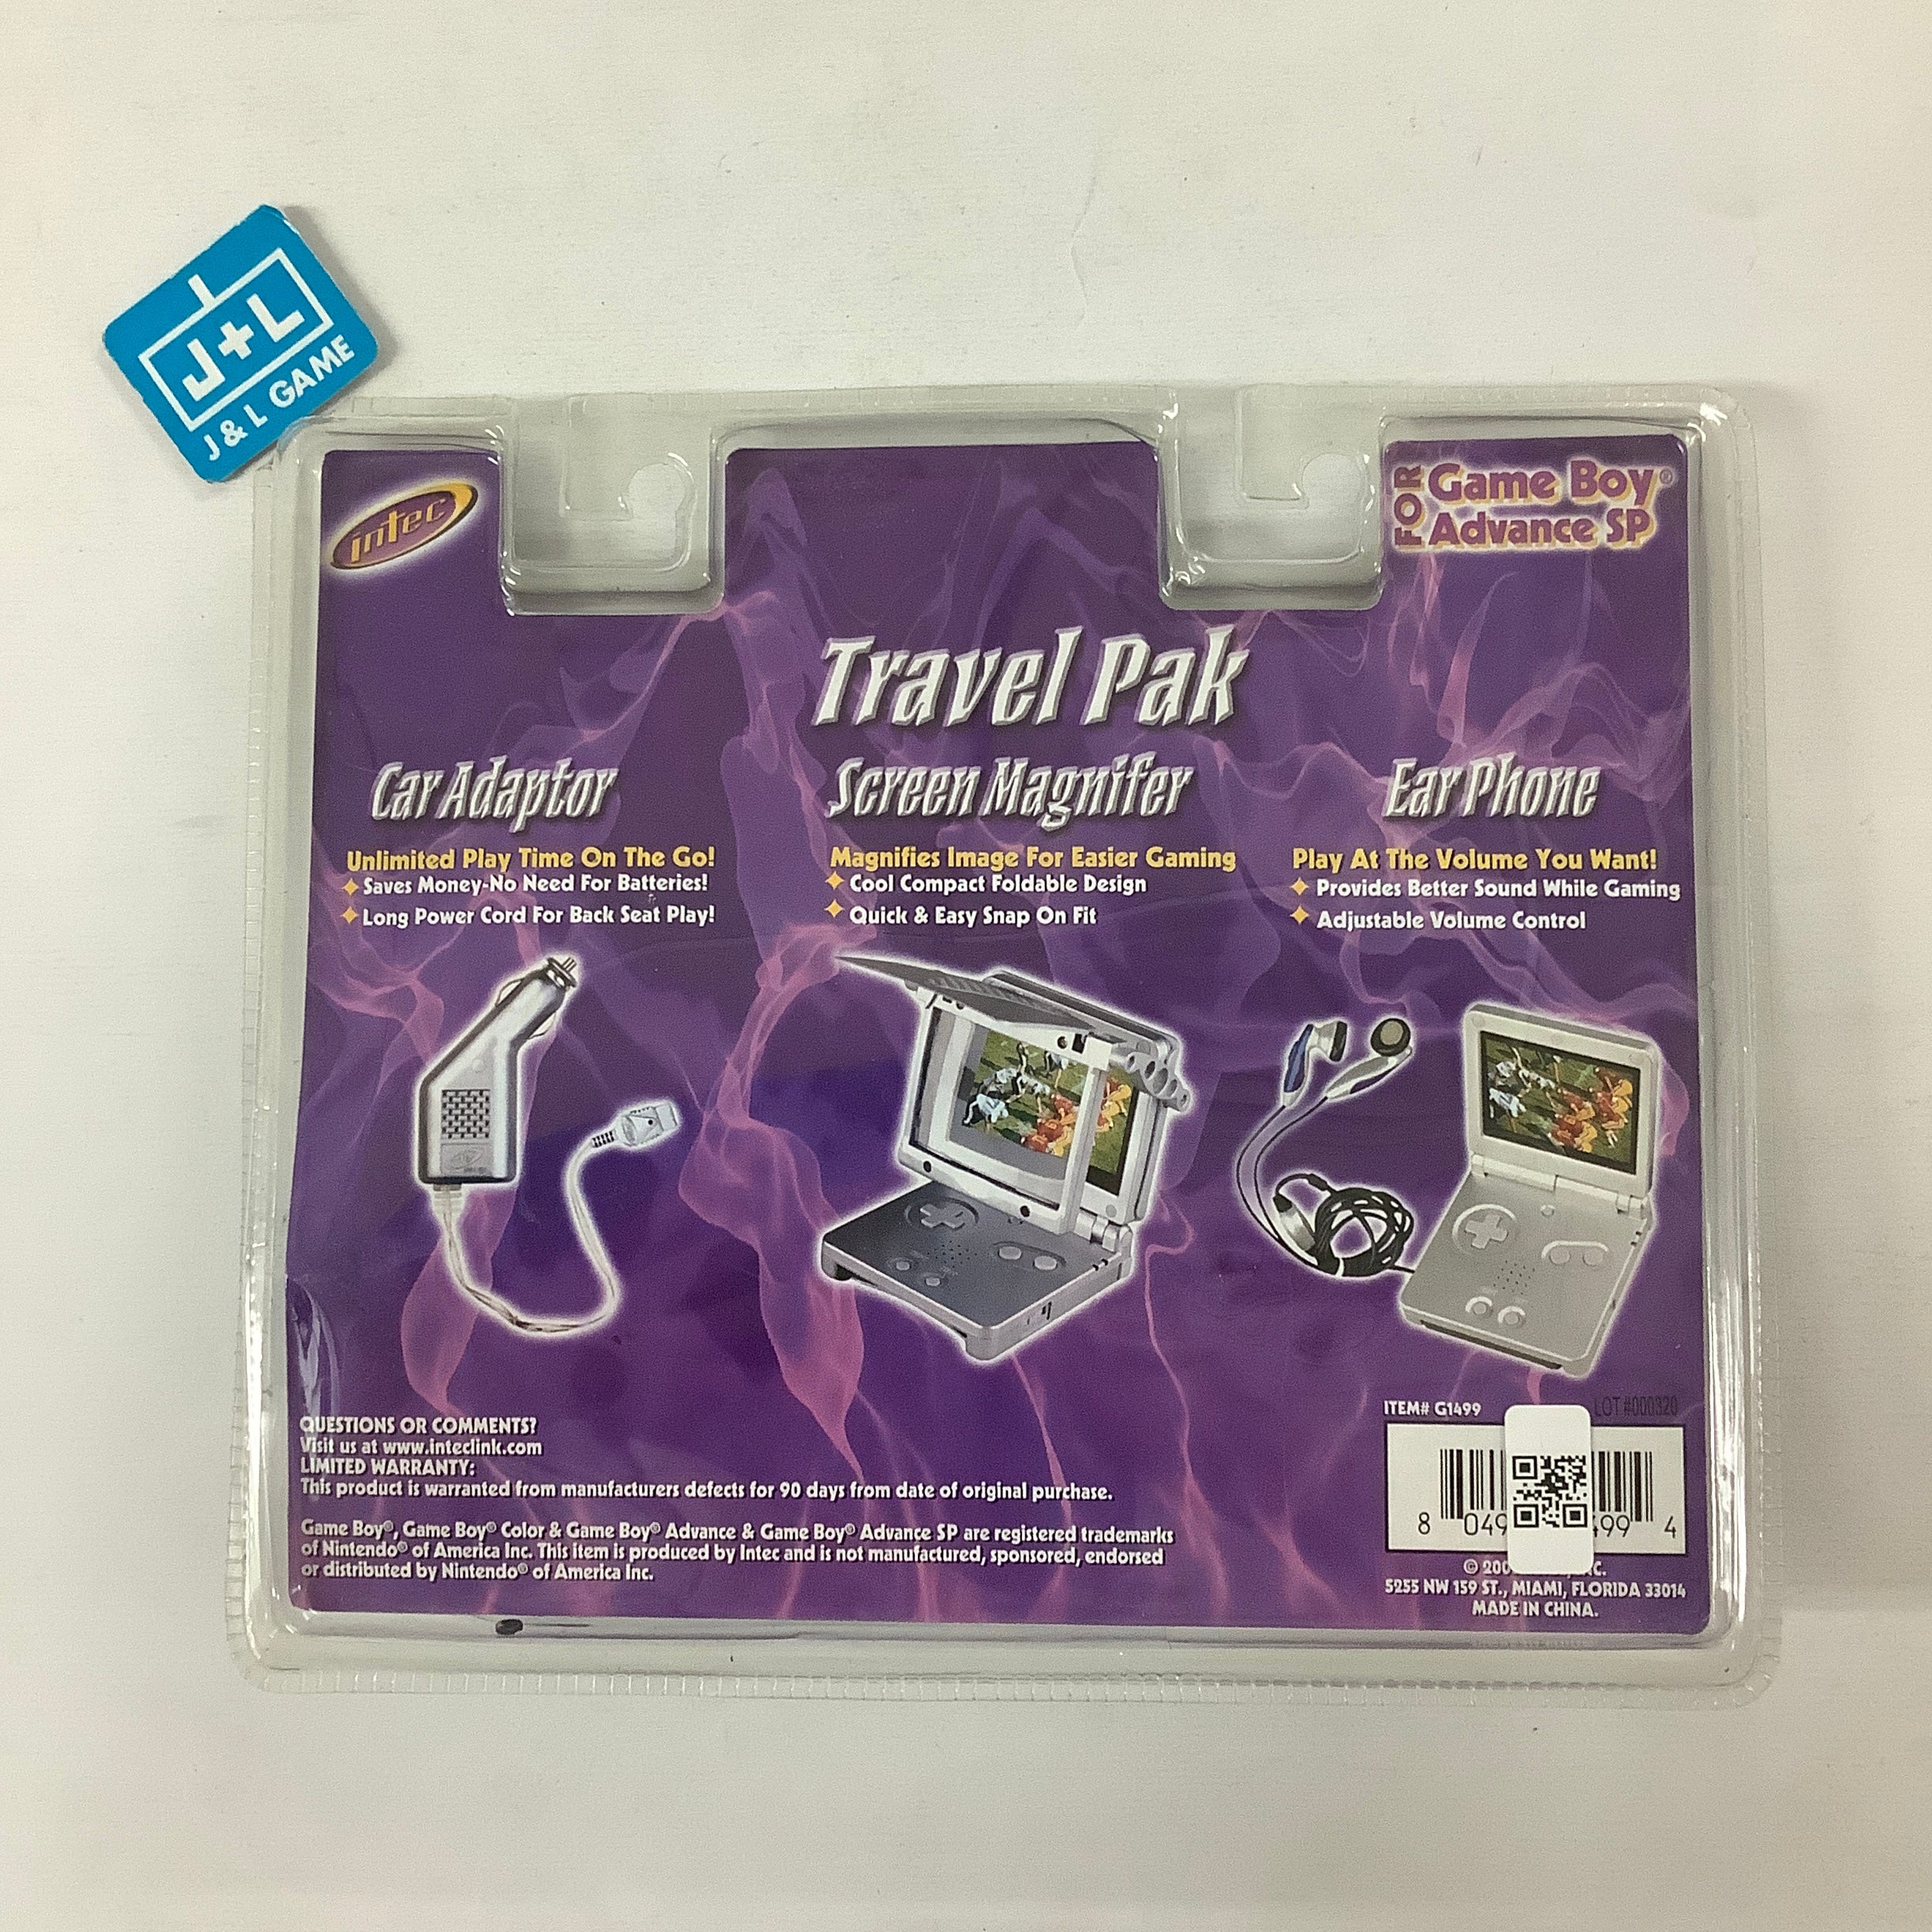 J+L
J & L GAME
intec
FOR Game Boy®
Advance SP
Travel Pak
Car Adaptor
Unlimited Play Time On The Go!
Saves Money-No Need For Batteries!
Long Power Cord For Back Seat Play!
Screen Magnifer
Magnifies Image For Easier Gaming
Cool Compact Foldable Design
Quick & Easy Snap On Fit
Ear Phone
Play At The Volume You Want!
Provides Better Sound While Gaming
Adjustable Volume Control
QUESTIONS OR COMMENTS?
Visit us at www.inteclink.com
LIMITED WARRANTY:
This product is warranted from manufacturers defects for 90 days from date of original purchase.
Game Boy®, Game Boy® Color & Game Boy® Advance & Game Boy® Advance SP are registered trademarks
of Nintendo® of America Inc. This item is produced by Intec and is not manufactured, sponsored, endorsed
or distributed by Nintendo® of America Inc.
ITEM# G1499
LOT #000320
8 049 499 4
© 200
5255 NW 159 ST., MIAMI, FLORIDA 33014
MADE IN CHINA.